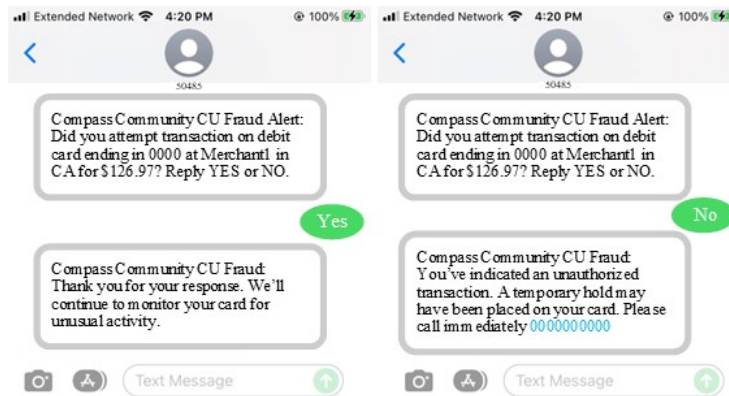 Extended Network 4:20 PM 100%
50485
Compass Community CU Fraud Alert:
Did you attempt transaction on debit
card ending in 0000 at Merchant1 in
CA for $126.97? Reply YES or NO.
Yes
Compass Community CU Fraud:
Thank you for your response. We'll
continue to monitor your card for
unusual activity.
Text Message
Extended Network 4:20 PM 100%
50485
Compass Community CU Fraud Alert:
Did you attempt transaction on debit
card ending in 0000 at Merchant1 in
CA for $126.97? Reply YES or NO.
No
Compass Community CU Fraud:
You've indicated an unauthorized
transaction. A temporary hold may
have been placed on your card. Please
call immediately 0000000000
Text Message